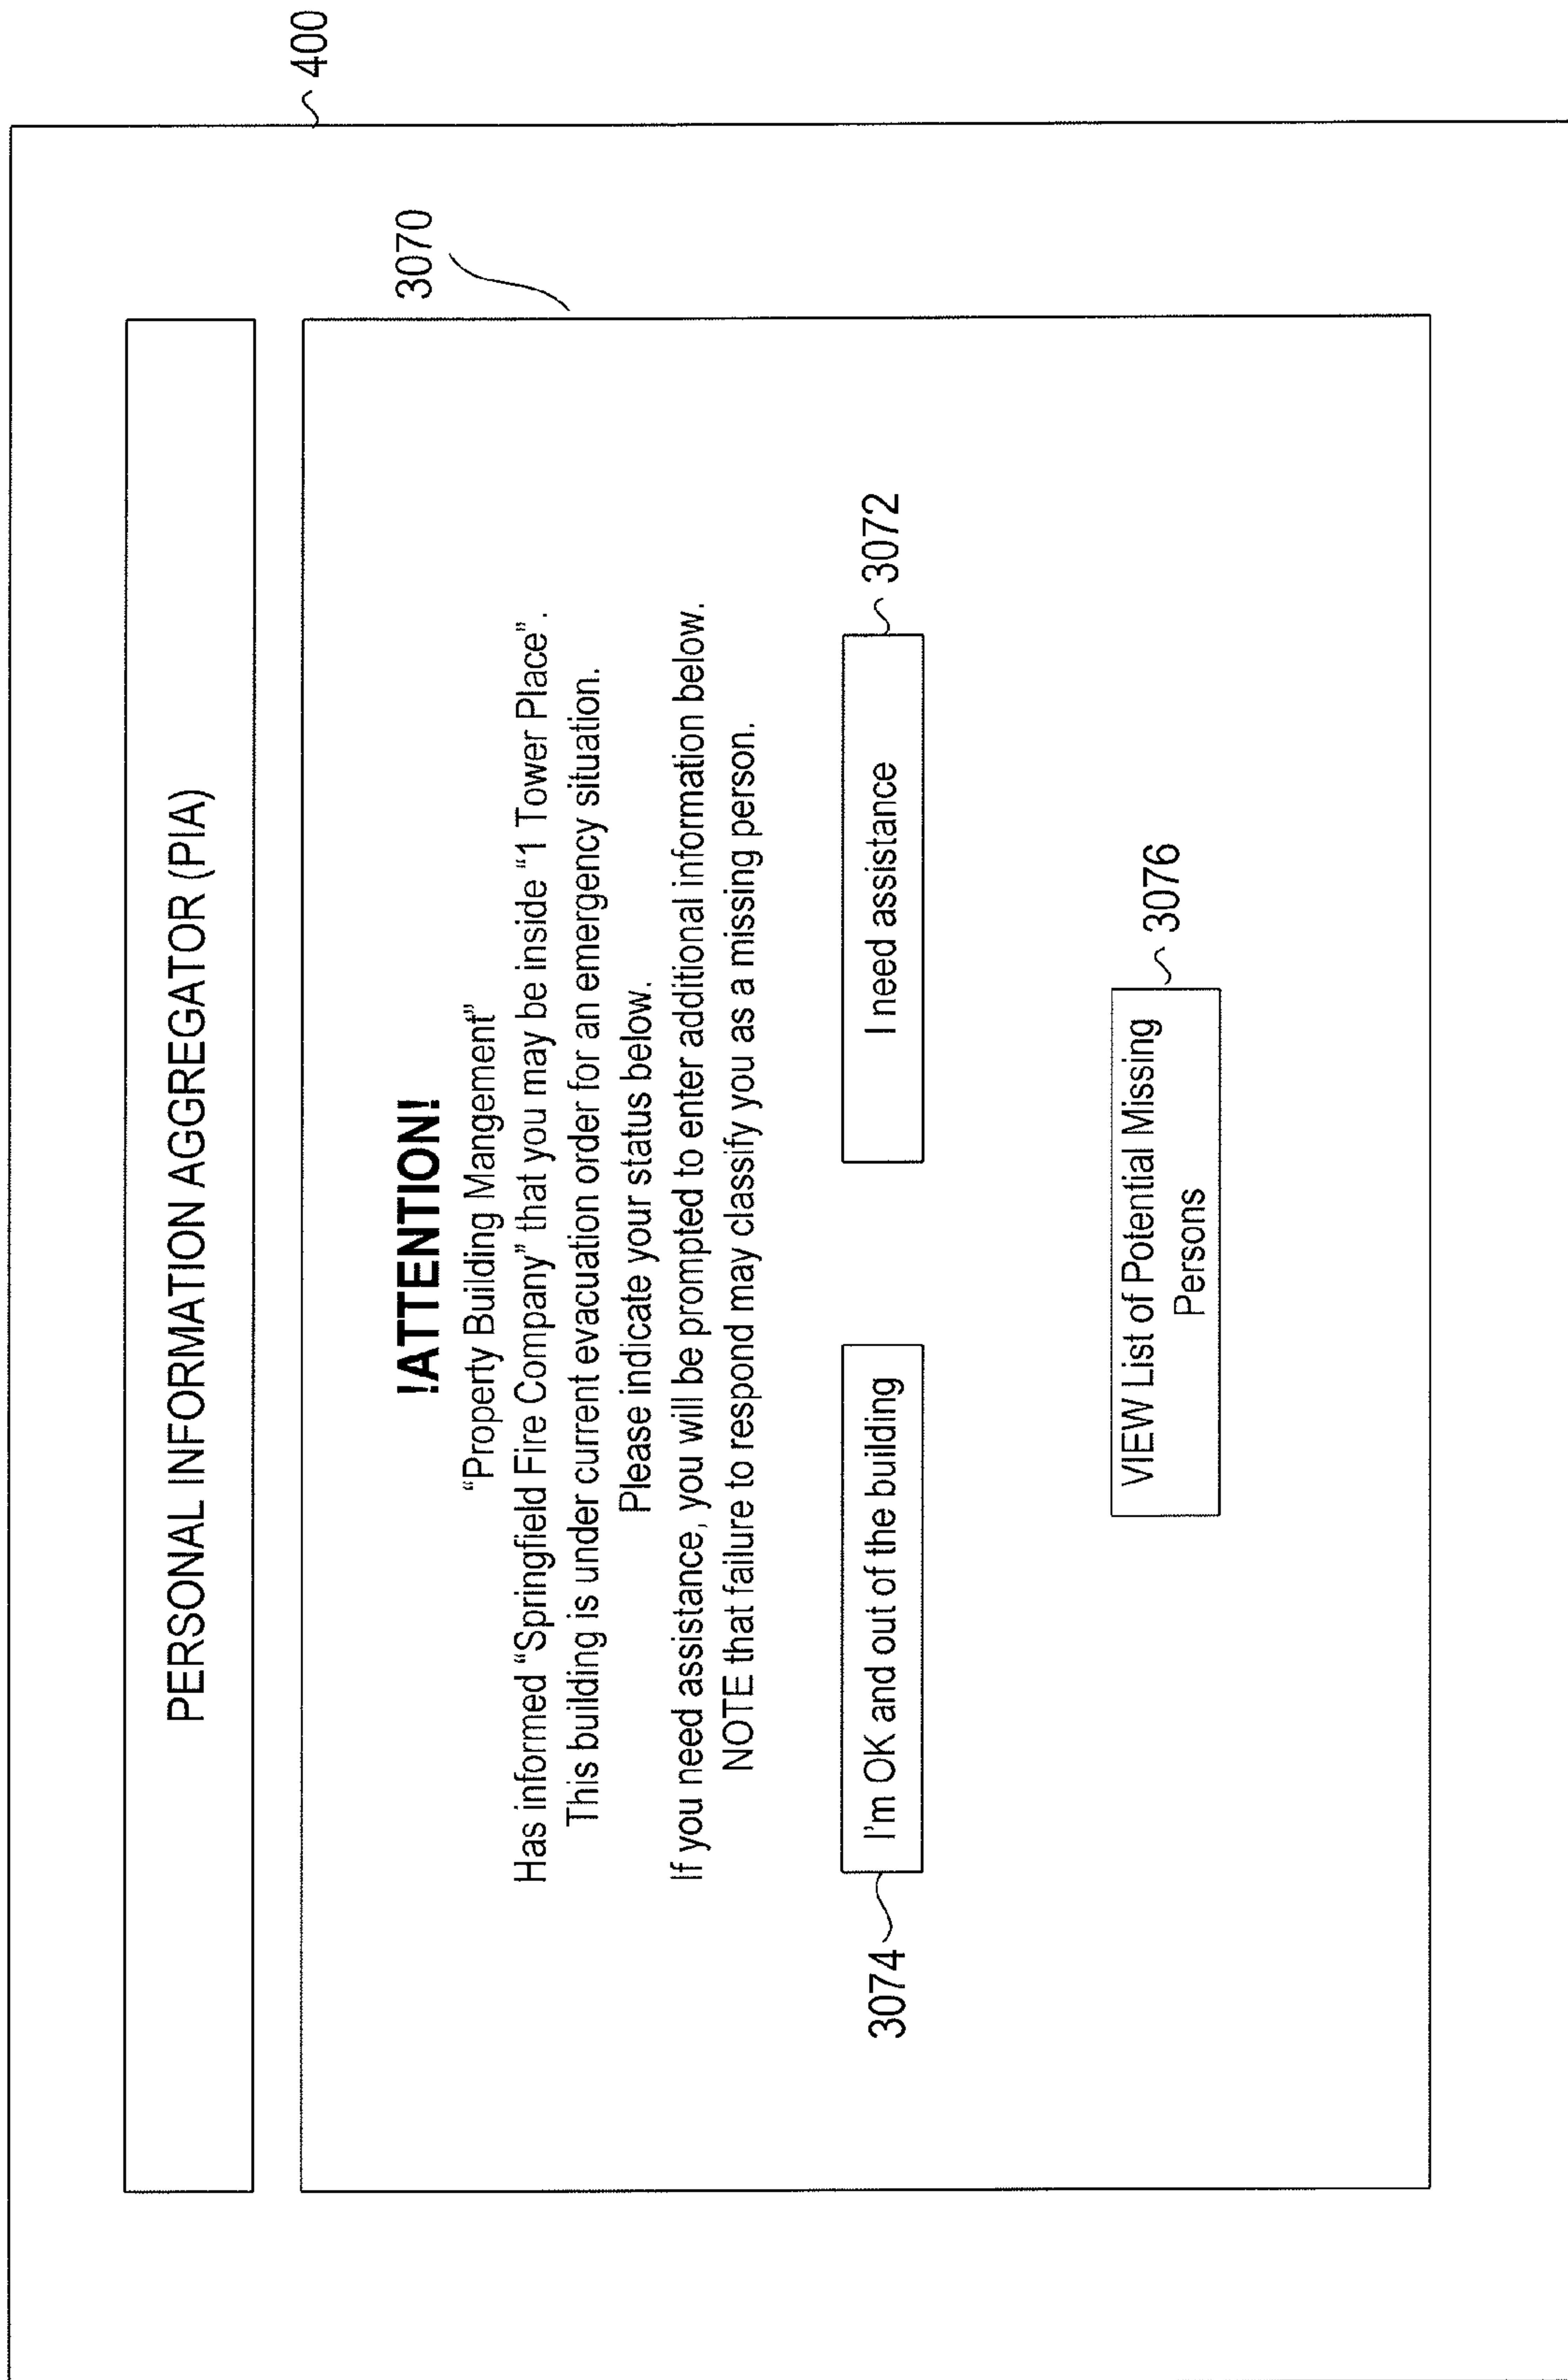 400
PERSONAL INFORMATION AGGREGATOR (PIA)
3070
!ATTENTION!
“Property Building Mangement”
Has informed “Springfield Fire Company” that you may be inside “1 Tower Place”.
This building is under current evacuation order for an emergency situation.
Please indicate your status below.
If you need assistance, you will be prompted to enter additional information below.
NOTE that failure to respond may classify you as a missing person.
3074
I'm OK and out of the building
I need assistance
3072
VIEW List of Potential Missing
Persons
3076